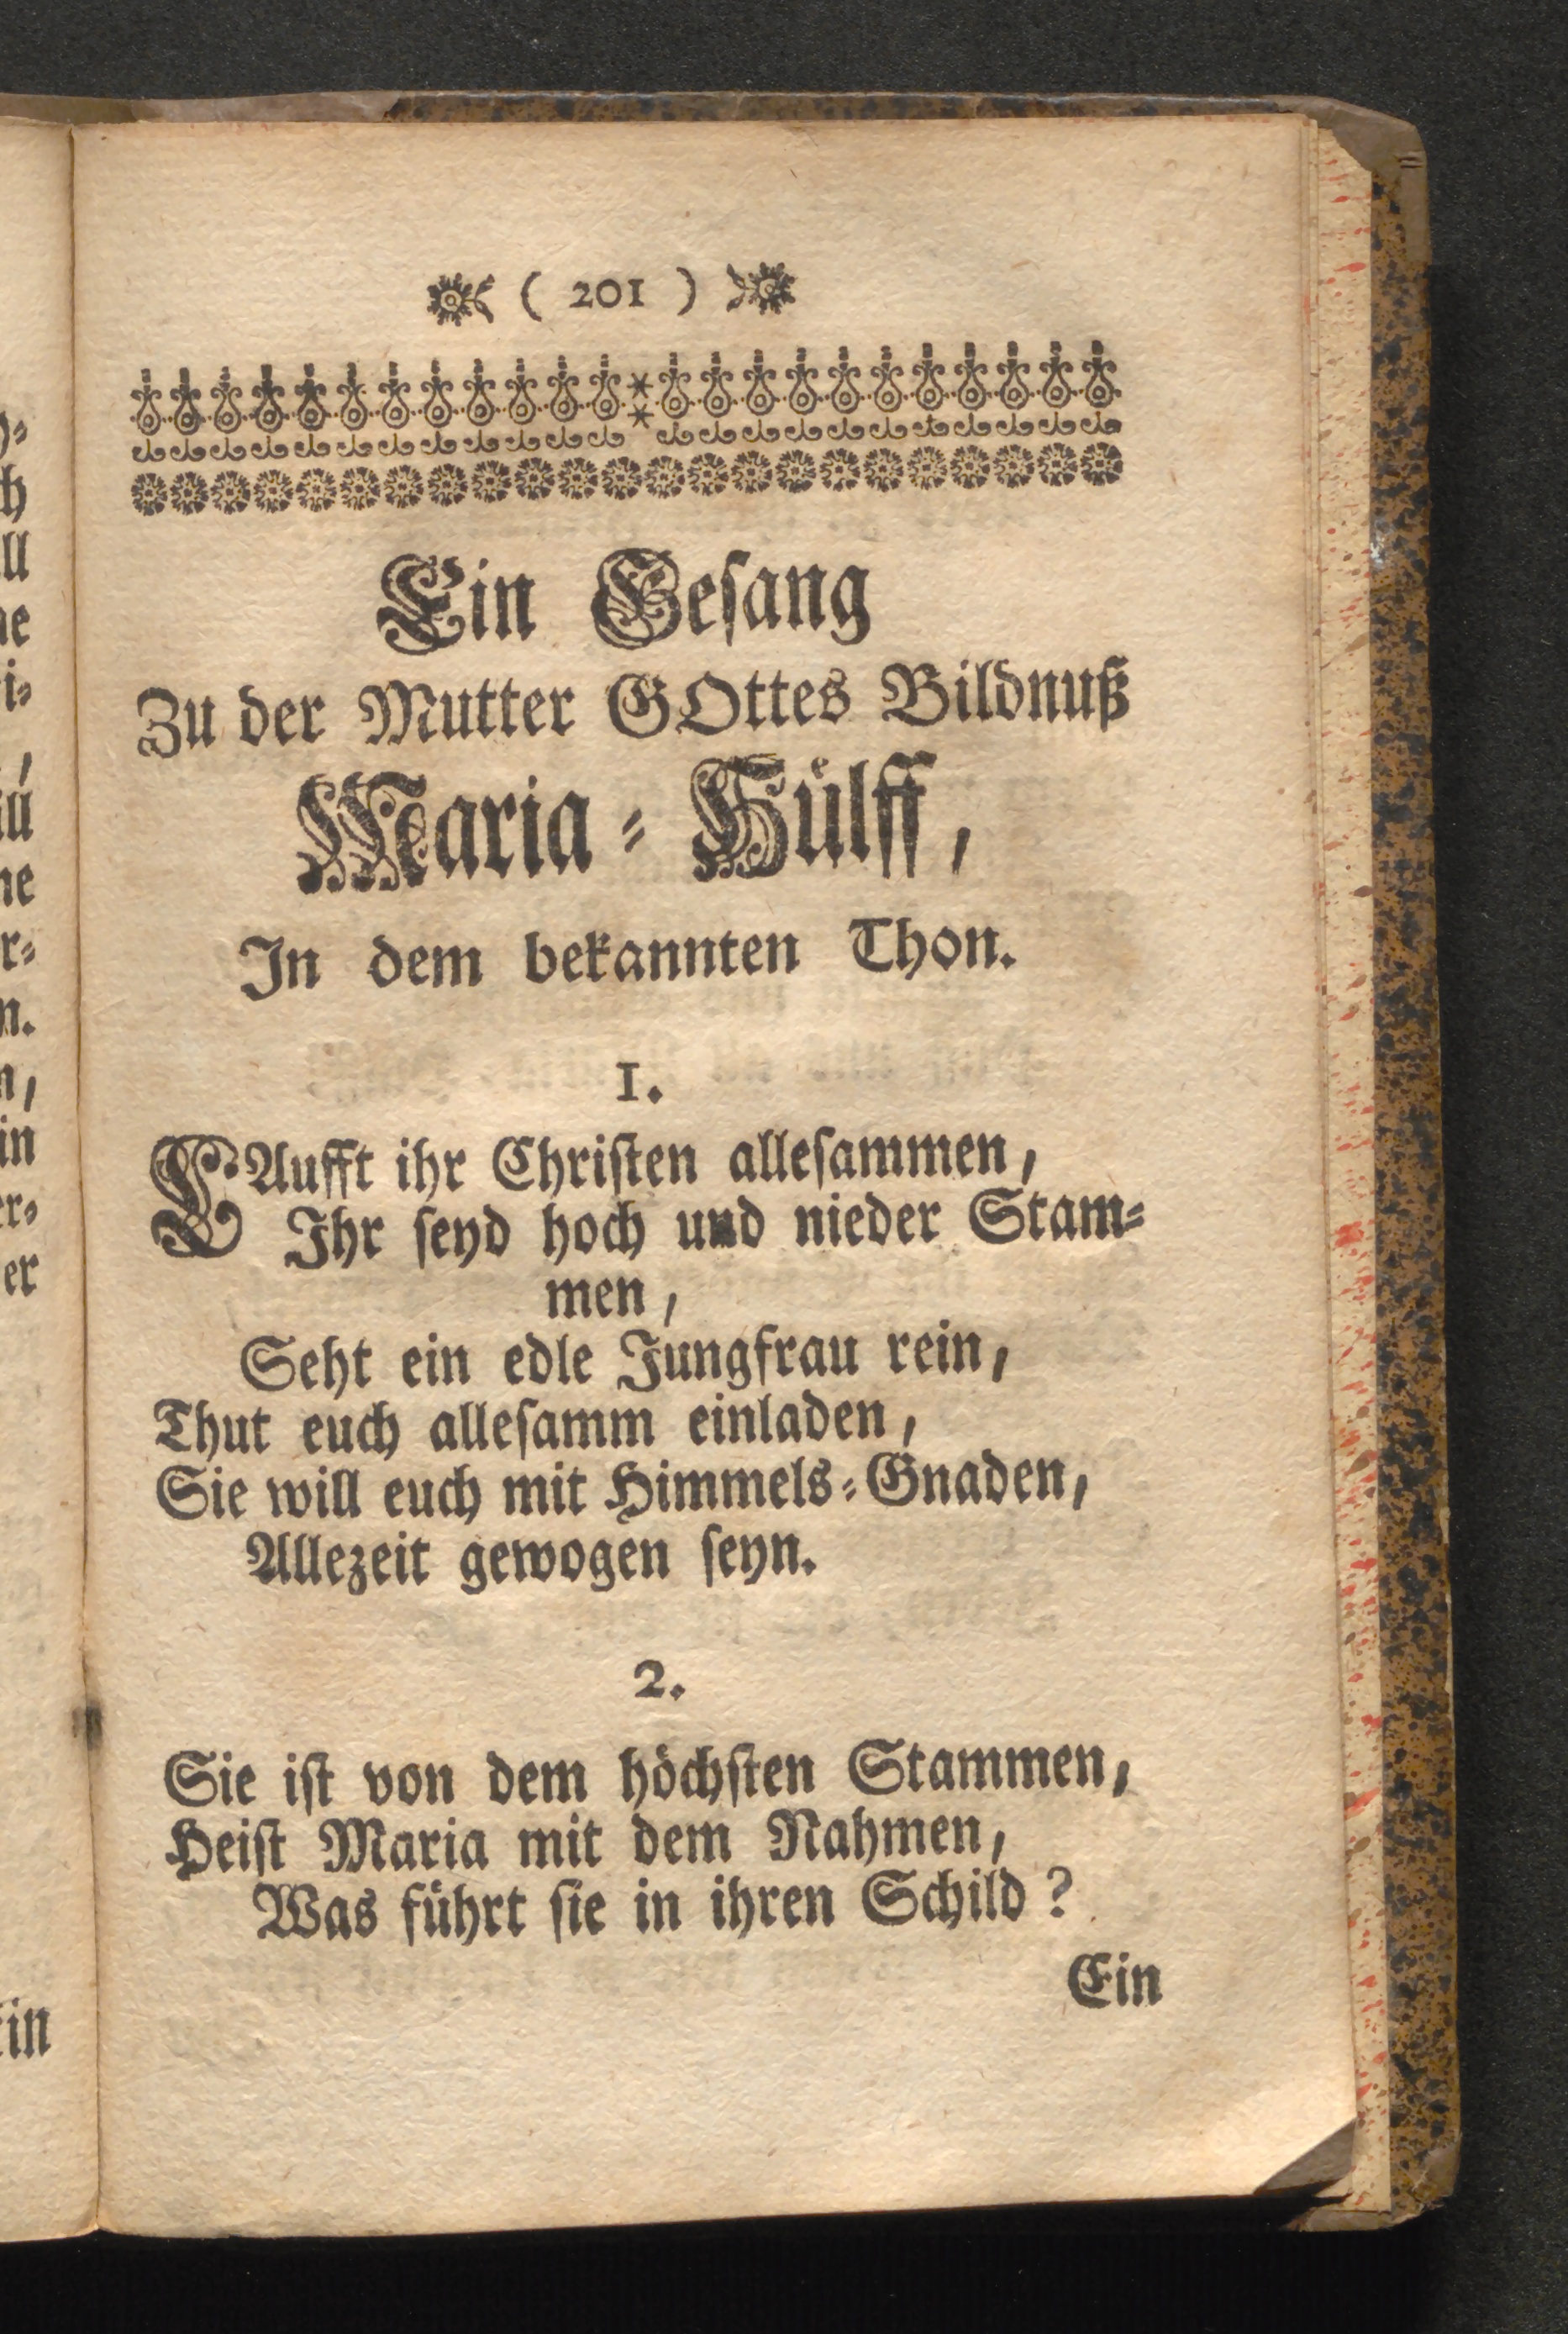 ( 201 )
Ein Gesang
Zu der Mutter GOttes Bildnuß
Maria-Hülff,
In dem bekannten Thon.
1.
LAufft ihr Christen allesammen,
Ihr seyd hoch und nieder Stam-
men,
Seht ein edle Jungfrau rein,
Thut euch allesamm einladen,
Sie will euch mit Himmels-Gnaden,
Allezeit gewogen seyn.
2.
Sie ist von dem höchsten Stammen,
Heist Maria mit dem Nahmen,
Was führt sie in ihren Schild?
Ein